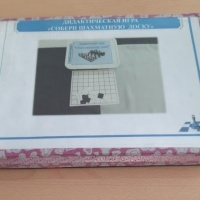 ДИДАКТИЧЕСКАЯ ИГРА
«СОБЕРИ ШАХМАТНУЮ ДОСКУ»